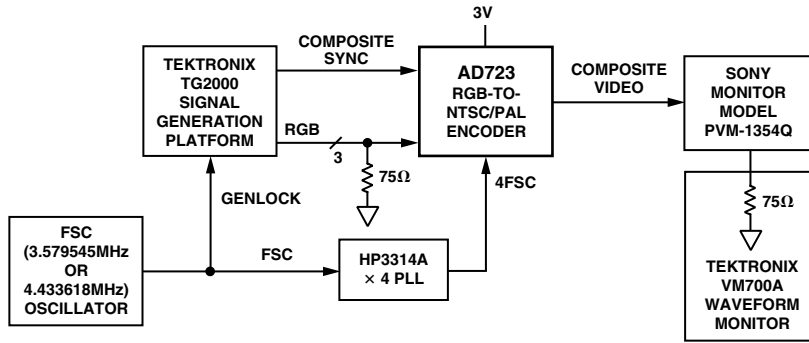 3V
TEKTRONIX
TG2000
SIGNAL
GENERATION
PLATFORM
COMPOSITE
SYNC
RGB
3
75Ω
GENLOCK
AD723
RGB-TO-
NTSC/PAL
ENCODER
COMPOSITE
VIDEO
SONY
MONITOR
MODEL
PVM-1354Q
4FSC
75Ω
TEKTRONIX
VM700A
WAVEFORM
MONITOR
FSC
(3.579545MHz
OR
4.433618MHz)
OSCILLATOR
FSC
HP3314A
× 4 PLL